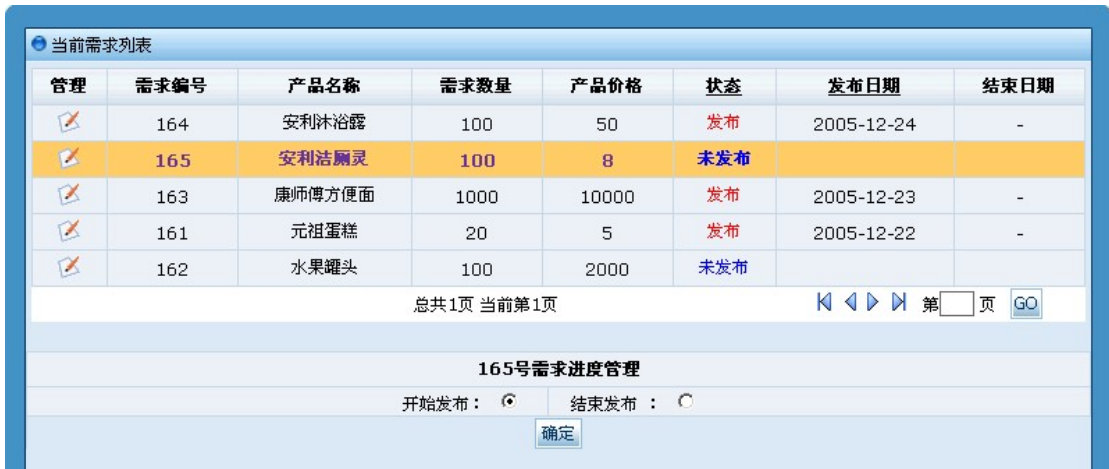 当前需求列表
管理 需求编号 产品名称 需求数量 产品价格 状态 发布日期 结束日期
164 安利沐浴露 100 50 发布 2005-12-24 -
165 安利洁厕灵 100 8 未发布
163 康师傅方便面 1000 10000 发布 2005-12-23 -
161 元祖蛋糕 20 5 发布 2005-12-22 -
162 水果罐头 100 2000 未发布
总共1页 当前第1页 第 页 GO
165号需求进度管理
开始发布： 结束发布 ：
确定